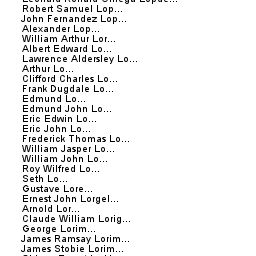 Robert Samuel Lop...
John Fernandez Lop...
Alexander Lop...
William Arthur Lor...
Albert Edward Lo...
Lawrence Aldersley Lo...
Arthur Lo...
Clifford Charles Lo...
Frank Dugdale Lo...
Edmund Lo...
Edmund John Lo...
Eric Edwin Lo...
Eric John Lo...
Frederick Thomas Lo...
William Jasper Lo...
William John Lo...
Roy Wilfred Lo...
Seth Lo...
Gustave Lore...
Ernest John Lorgel...
Arnold Lor...
Claude William Lorig...
George Lorim...
James Ramsay Lorim...
James Stobie Lorim...